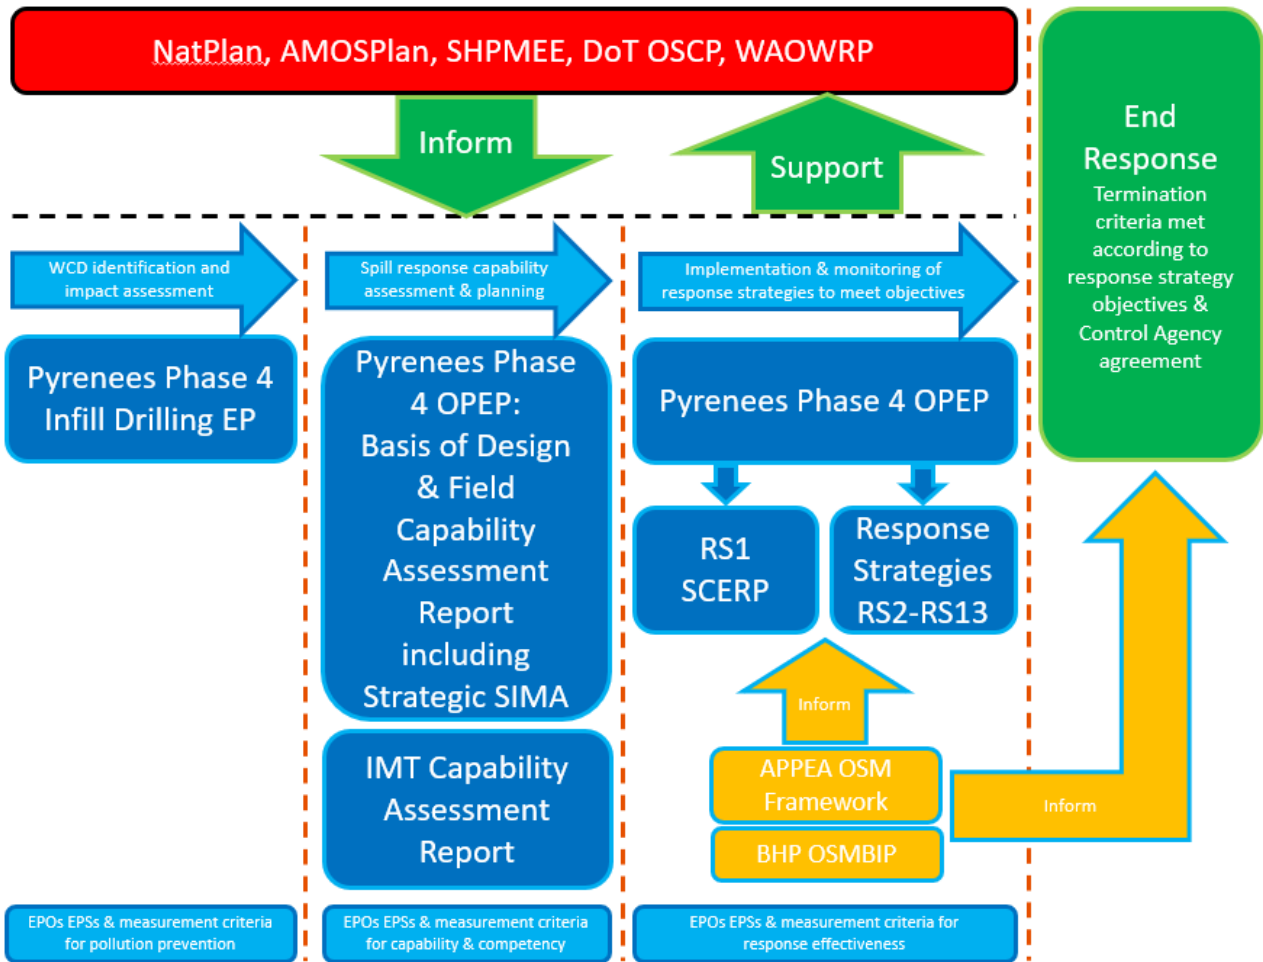 NatPlan, AMOSPlan, SHPMEE, DoT OSCP, WAOWRP
Inform
Support
End
Response
Termination
criteria met
according to
response strategy
objectives &
Control Agency
agreement
WCD identification and
impact assessment
Spill response capability
assessment & planning
Implementation & monitoring of
response strategies to meet objectives
Pyrenees Phase 4
Infill Drilling EP
Pyrenees Phase
4 OPEP:
Basis of Design
& Field
Capability
Assessment
Report
including
Strategic SIMA
IMT Capability
Assessment
Report
Pyrenees Phase 4 OPEP
RS1
SCERP
Response
Strategies
RS2-RS13
Inform
APPEA OSM
Framework
BHP OSMBIP
Inform
EPOs EPSs & measurement criteria
for pollution prevention
EPOs EPSs & measurement criteria
for capability & competency
EPOs EPSs & measurement criteria for
response effectiveness